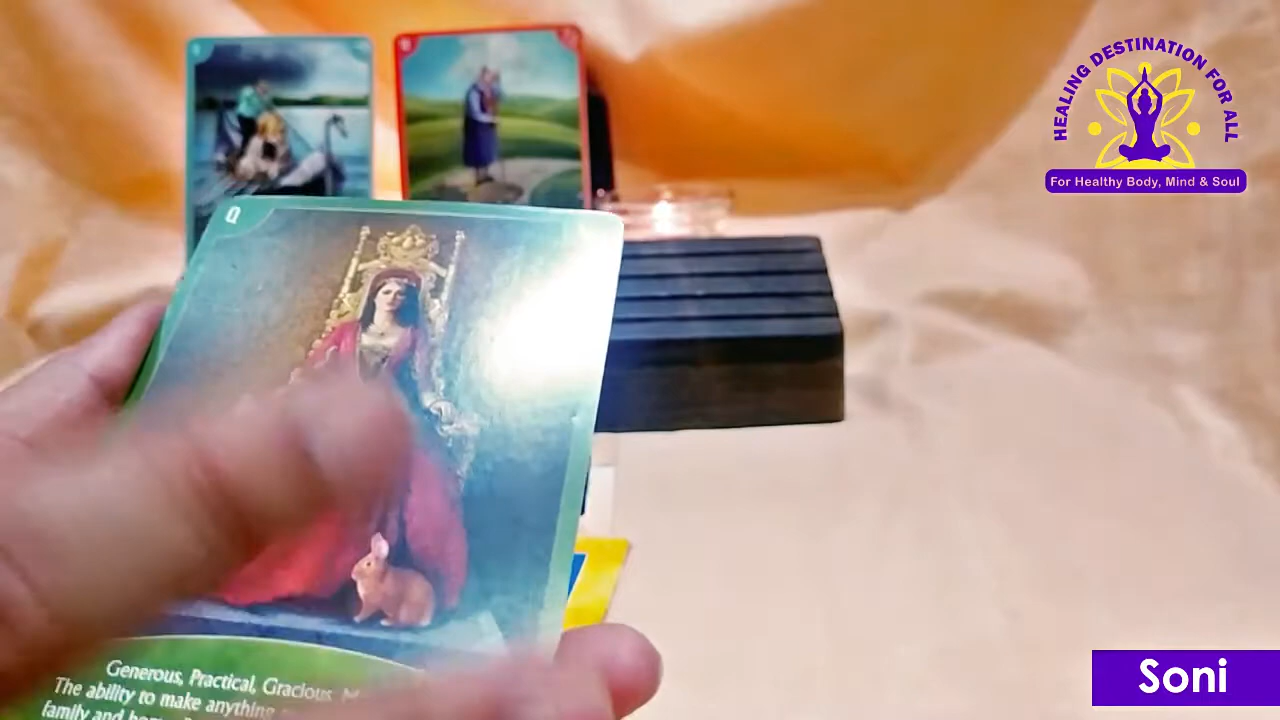 HEALING DESTINATION FOR ALL
For Healthy Body, Mind & Soul
Q
Generous, Practical, Gracious,
The ability to make anything
family and
Soni